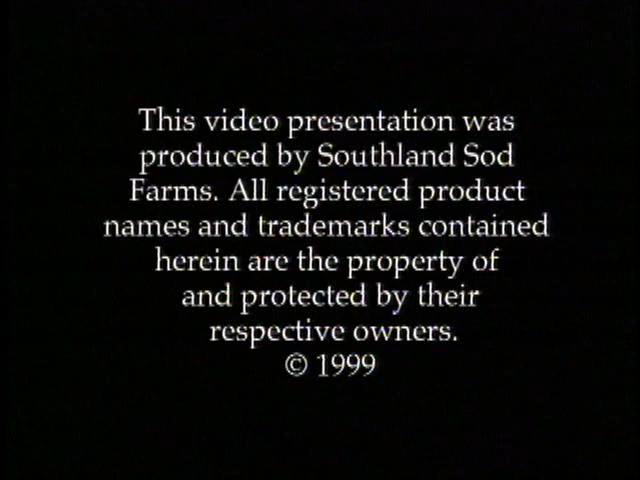 This video presentation was
produced by Southland Sod
Farms. All registered product
names and trademarks contained
herein are the property of
and protected by their
respective owners.
© 1999